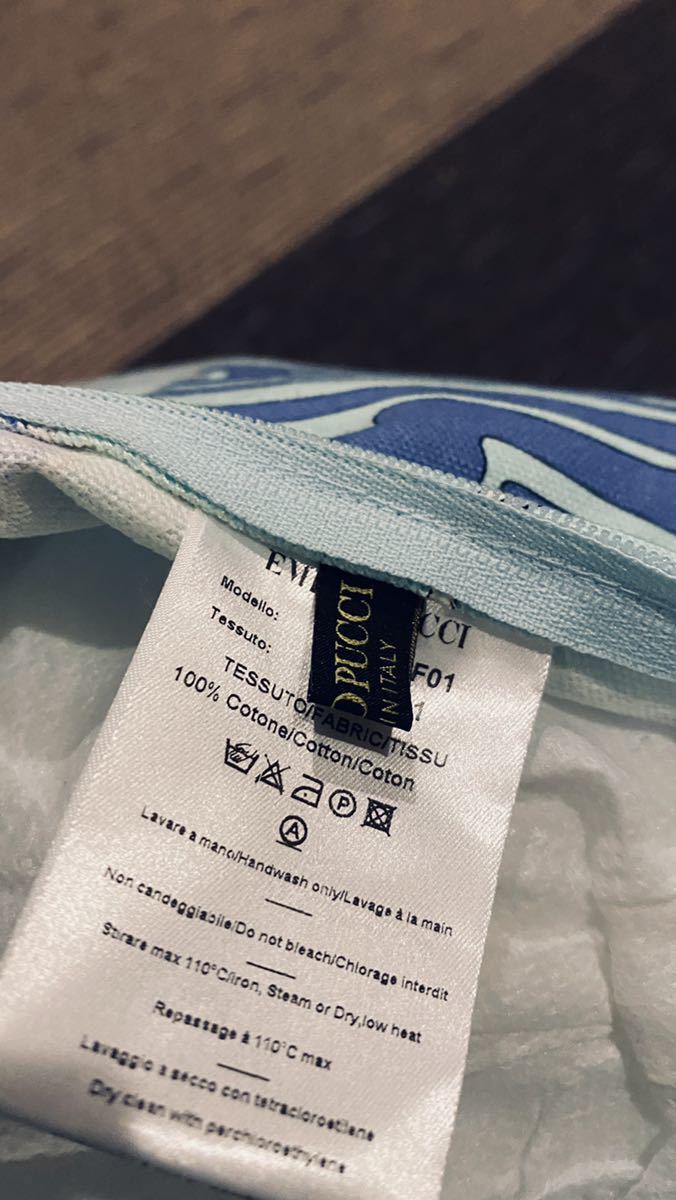 CCI
Modello:
F01
Tessuto:
PUCCI
IN ITALY
TESSUTO/FABRIC/TISSU
100% Cotone/Cotton/Coton
P
A
Lavare a mano/Handwash only/Lavage à la main
Non candeggiabile/Do not bleach/Chlorage interdit
Stirare max 110°C/Iron, Steam or Dry,low heat
Repassage à 110°C max
Lavaggio a secco con tetracloroetilene
Dry clean with perchloroethylene